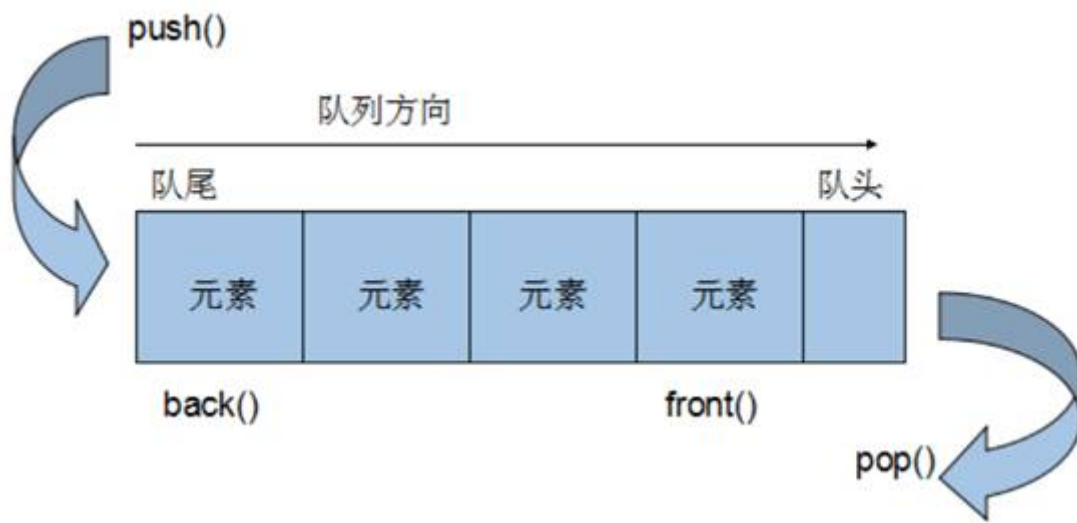 push()
队列方向
队尾 队头
元素 元素 元素 元素
back() front()
pop()